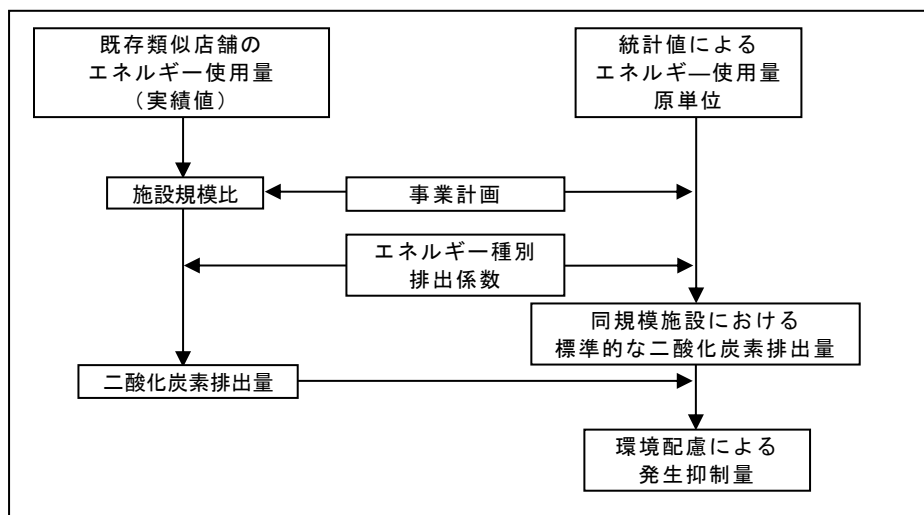 既存類似店舗の
エネルギー使用量
（実績値）
統計値による
エネルギ―使用量
原単位
施設規模比
事業計画
エネルギー種別
排出係数
同規模施設における
標準的な二酸化炭素排出量
二酸化炭素排出量
環境配慮による
発生抑制量